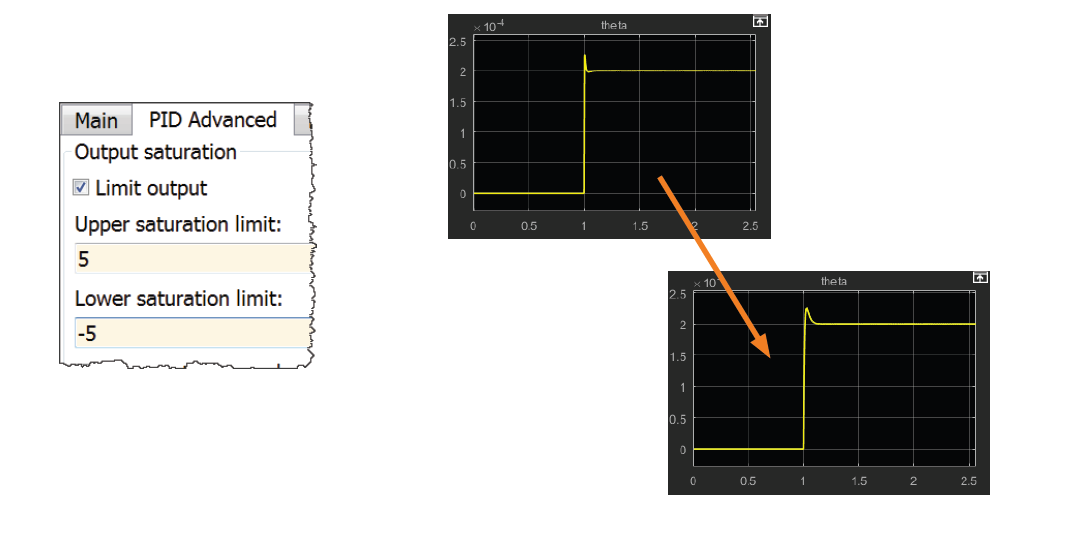 Main
PID Advanced
Output saturation
Limit output
Upper saturation limit:
5
Lower saturation limit:
-5
×10-4
theta
2.5
2
1.5
1
0.5
0
0 0.5 1 1.5 2 2.5
×10
theta
2.5
2
1.5
1
0.5
0
0 0.5 1 1.5 2 2.5